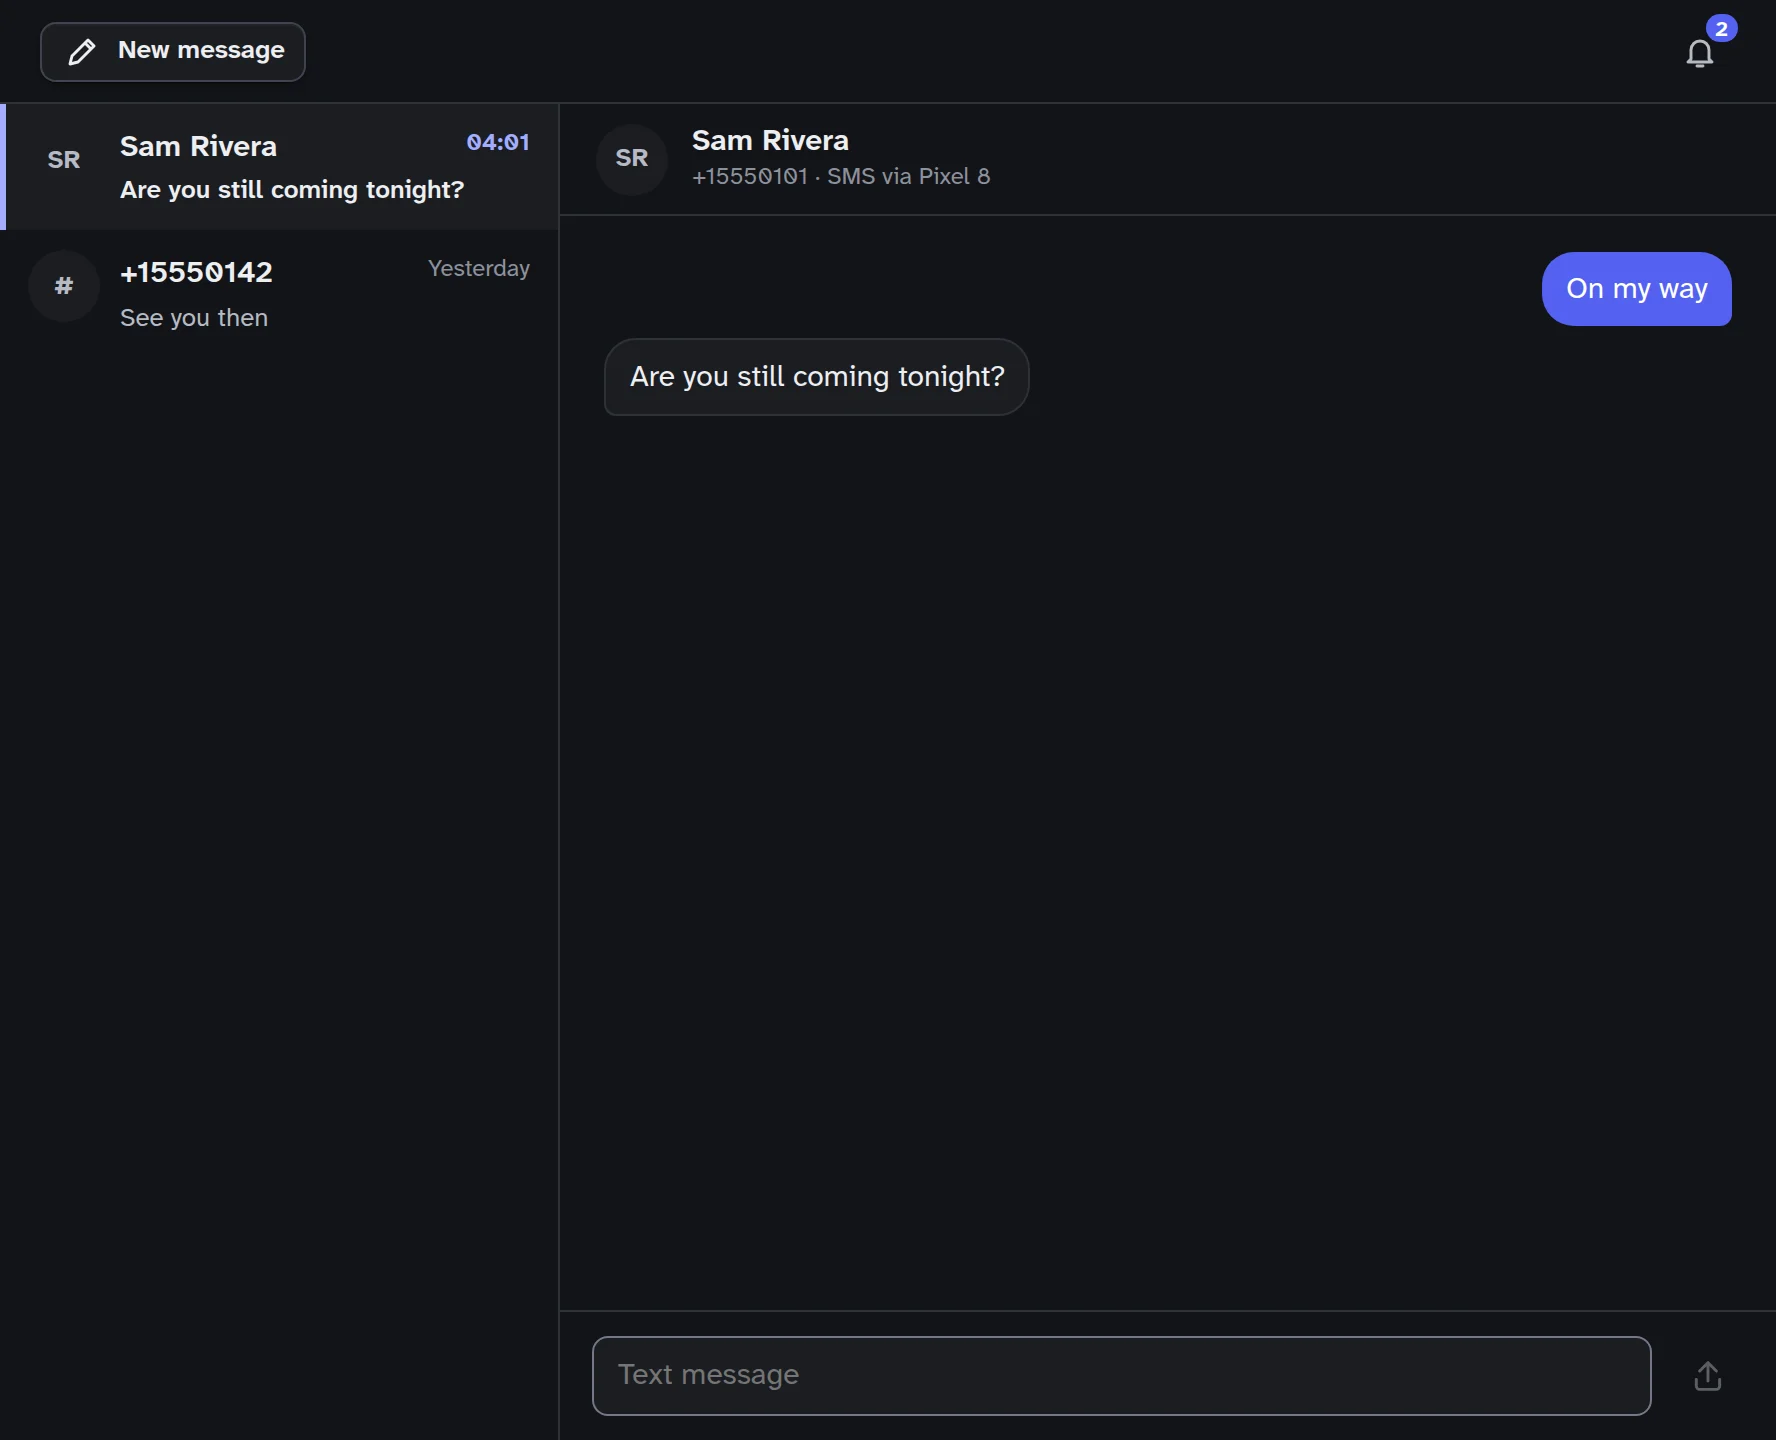 New message
2
SR
Sam Rivera
04:01
Are you still coming tonight?
#
+15550142
Yesterday
See you then
SR
Sam Rivera
+15550101 · SMS via Pixel 8
On my way
Are you still coming tonight?
Text message